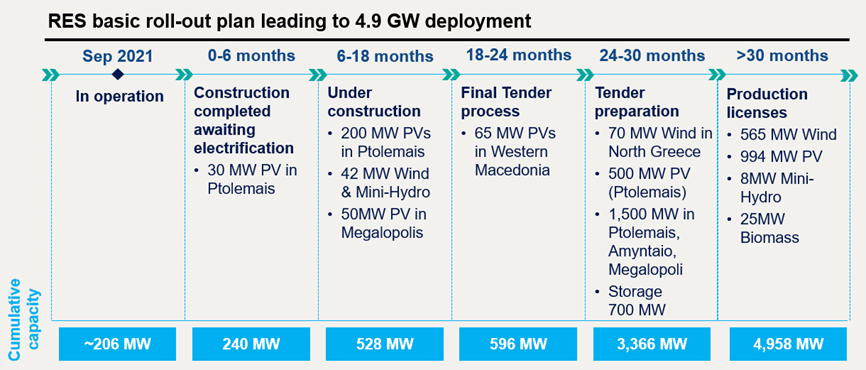 RES basic roll-out plan leading to 4.9 GW deployment
Sep 2021
In operation
0-6 months
Construction
completed
awaiting
electrification
• 30 MW PV in
Ptolemais
6-18 months
Under
construction
• 200 MW PVs
in Ptolemais
• 42 MW Wind
& Mini-Hydro
• 50MW PV in
Megalopolis
18-24 months
Final Tender
process
• 65 MW PVs
in Western
Macedonia
24-30 months
Tender
preparation
• 70 MW Wind in
North Greece
• 500 MW PV
(Ptolemais)
• 1,500 MW in
Ptolemais,
Amyntaio,
Megalopoli
• Storage
700 MW
>30 months
Production
licenses
• 565 MW Wind
• 994 MW PV
• 8MW Mini-
Hydro
• 25MW
Biomass
Cumulative
capacity
~206 MW
240 MW
528 MW
596 MW
3,366 MW
4,958 MW